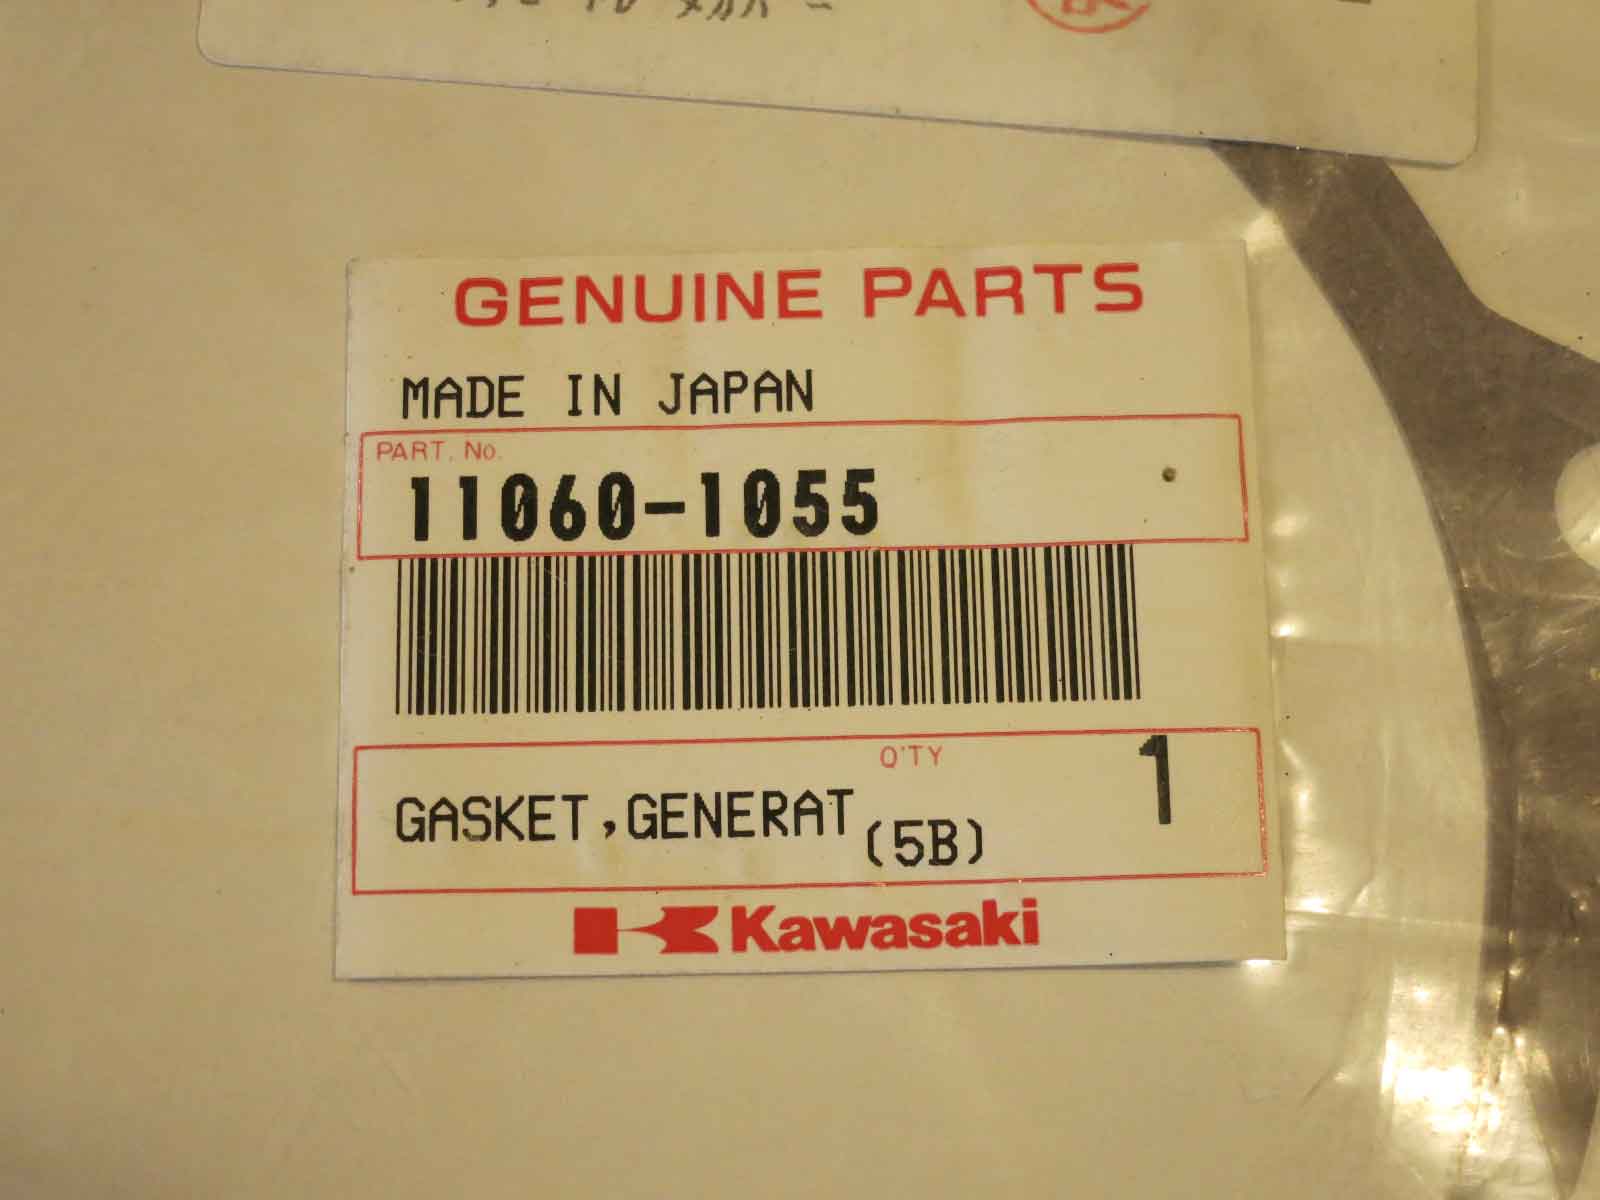 GENUINE PARTS
MADE IN JAPAN
PART. No.
11060-1055
Q'TY
1
GASKET,GENERAT
(5B)
Kawasaki